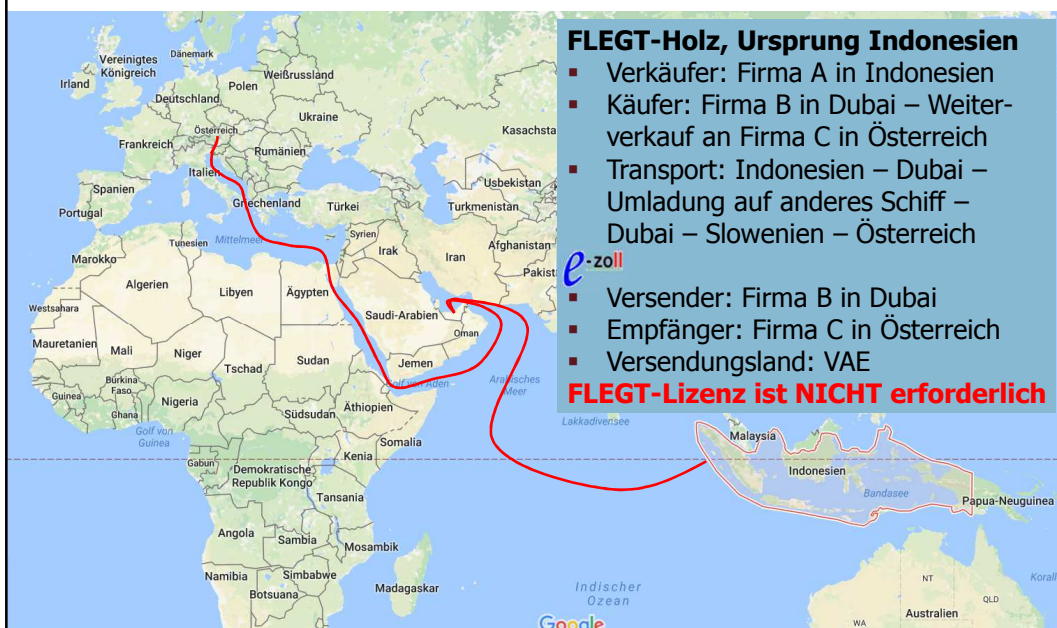 FLEGT-Holz, Ursprung Indonesien
▪ Verkäufer: Firma A in Indonesien
▪ Käufer: Firma B in Dubai – Weiter-
verkauf an Firma C in Österreich
▪ Transport: Indonesien – Dubai –
Umladung auf anderes Schiff –
Dubai – Slowenien – Österreich
e-zoll
▪ Versender: Firma B in Dubai
▪ Empfänger: Firma C in Österreich
▪ Versendungsland: VAE
FLEGT-Lizenz ist NICHT erforderlich
Vereinigtes
Königreich
Dänemark
Irland
Polen
Weißrussland
Deutschland
Ukraine
Österreich
Kasachsta
Frankreich
Rumänien
Italien
Spanien
Portugal
Griechenland
Türkei
Usbekistan
Turkmenistan
Tunesien
Mittelmeer
Syrien
Marokko
Irak
Iran
Afghanistan
Pakist
Algerien
Libyen
Ägypten
Westsahara
Saudi-Arabien
Oman
Mauretanien
Mali
Niger
Tschad
Sudan
Jemen
Golf von Aden
Arabisches
Meer
Burkina
Faso
Guinea
Nigeria
Ghana
Südsudan
Äthiopien
Lakkadivensee
Golf von
Guinea
Somalia
Malaysia
Gabun
Kenia
Demokratische
Republik Kongo
Indonesien
Tansania
Bandasee
Papua-Neuguinea
Angola
Sambia
Mosambik
Namibia
Simbabwe
Botsuana
Madagaskar
Indischer
Ozean
NT
QLD
Korall
WA
Australien
Google